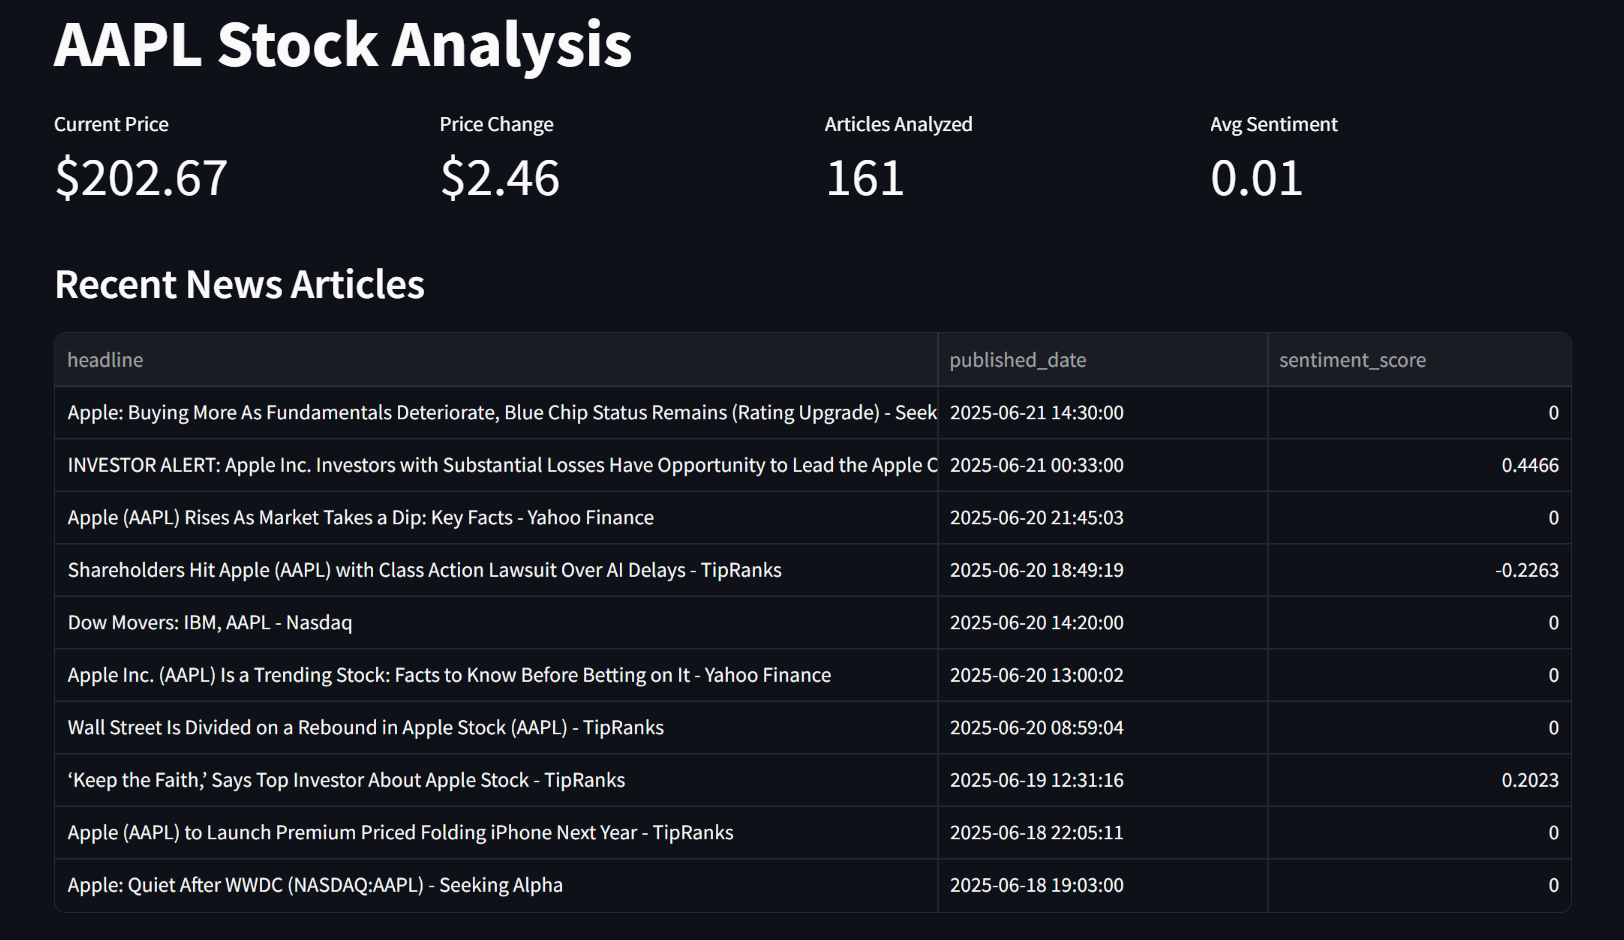 AAPL Stock Analysis
Current Price Price Change Articles Analyzed Avg Sentiment
$202.67 $2.46 161 0.01
Recent News Articles
headline published_date sentiment_score
Apple: Buying More As Fundamentals Deteriorate, Blue Chip Status Remains (Rating Upgrade) - Seek 2025-06-21 14:30:00 0
INVESTOR ALERT: Apple Inc. Investors with Substantial Losses Have Opportunity to Lead the Apple C 2025-06-21 00:33:00 0.4466
Apple (AAPL) Rises As Market Takes a Dip: Key Facts - Yahoo Finance 2025-06-20 21:45:03 0
Shareholders Hit Apple (AAPL) with Class Action Lawsuit Over AI Delays - TipRanks 2025-06-20 18:49:19 -0.2263
Dow Movers: IBM, AAPL - Nasdaq 2025-06-20 14:20:00 0
Apple Inc. (AAPL) Is a Trending Stock: Facts to Know Before Betting on It - Yahoo Finance 2025-06-20 13:00:02 0
Wall Street Is Divided on a Rebound in Apple Stock (AAPL) - TipRanks 2025-06-20 08:59:04 0
‘Keep the Faith,’ Says Top Investor About Apple Stock - TipRanks 2025-06-19 12:31:16 0.2023
Apple (AAPL) to Launch Premium Priced Folding iPhone Next Year - TipRanks 2025-06-18 22:05:11 0
Apple: Quiet After WWDC (NASDAQ:AAPL) - Seeking Alpha 2025-06-18 19:03:00 0